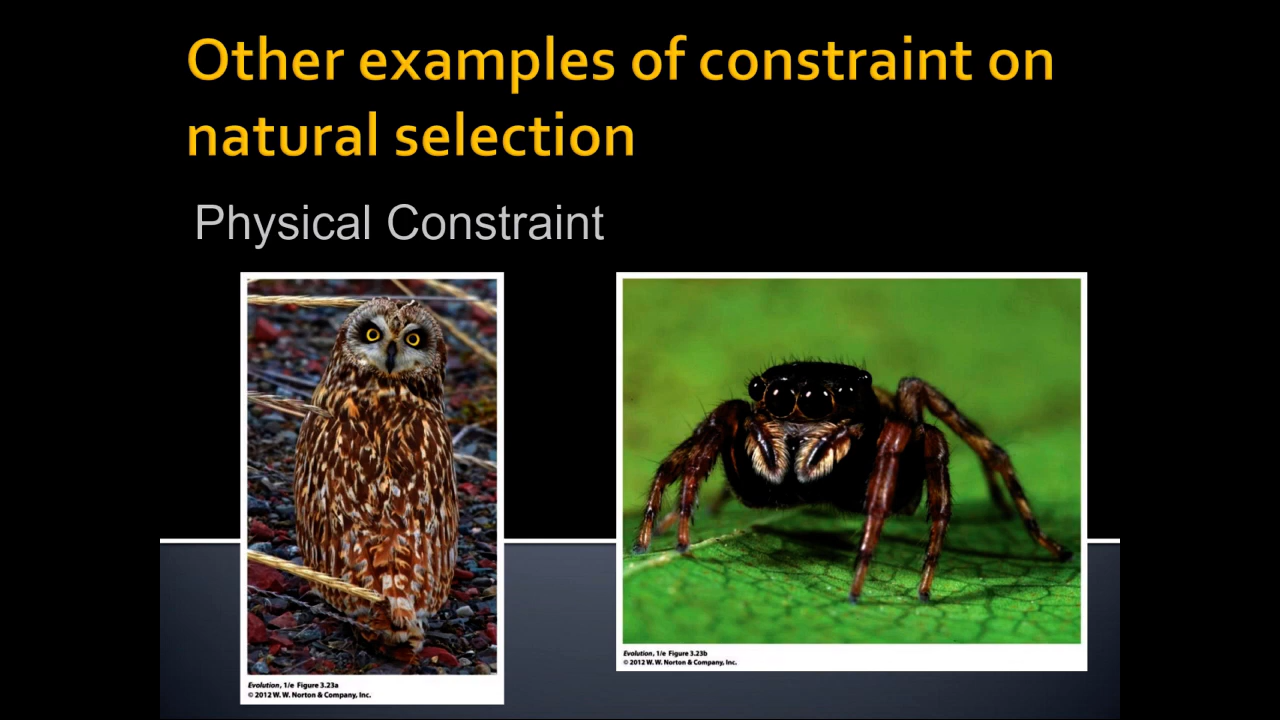 Other examples of constraint on
natural selection
Physical Constraint
Evolution, 1/e Figure 3.23a
© 2012 W. W. Norton & Company, Inc.
Evolution, 1/e Figure 3.23b
© 2012 W. W. Norton & Company, Inc.